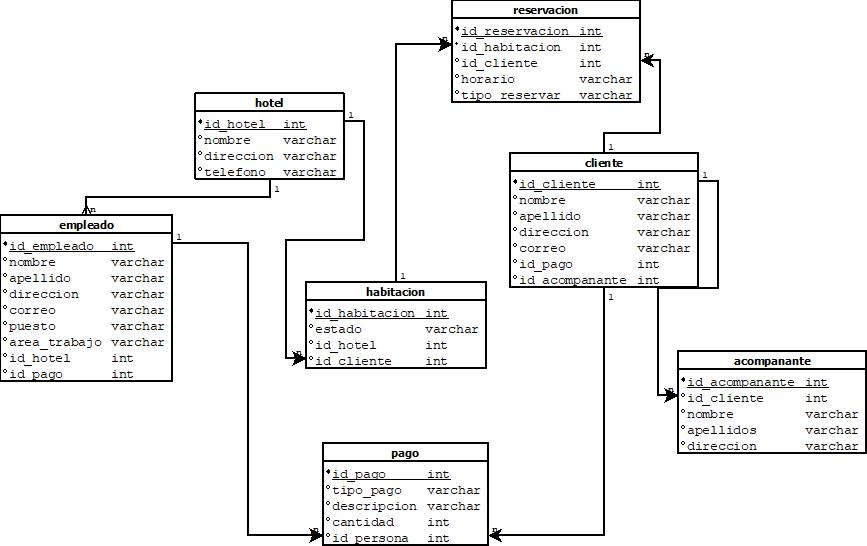 reservacion
id_reservacion int
id_habitacion int
id_cliente int
horario varchar
tipo_reservar varchar
n
n
hotel
id_hotel int
nombre varchar
direccion varchar
telefono varchar
1
1
n
cliente
id_cliente int
nombre varchar
apellido varchar
direccion varchar
correo varchar
id_pago int
id_acompanante int
1
1
1
empleado
id_empleado int
nombre varchar
apellido varchar
direccion varchar
correo varchar
puesto varchar
area_trabajo varchar
id_hotel int
id_pago int
1
habitacion
id_habitacion int
estado varchar
id_hotel int
id_cliente int
1
n
acompanante
id_acompanante int
id_cliente int
nombre varchar
apellidos varchar
direccion varchar
n
pago
id_pago int
tipo_pago varchar
descripcion varchar
cantidad int
id_persona int
n
n